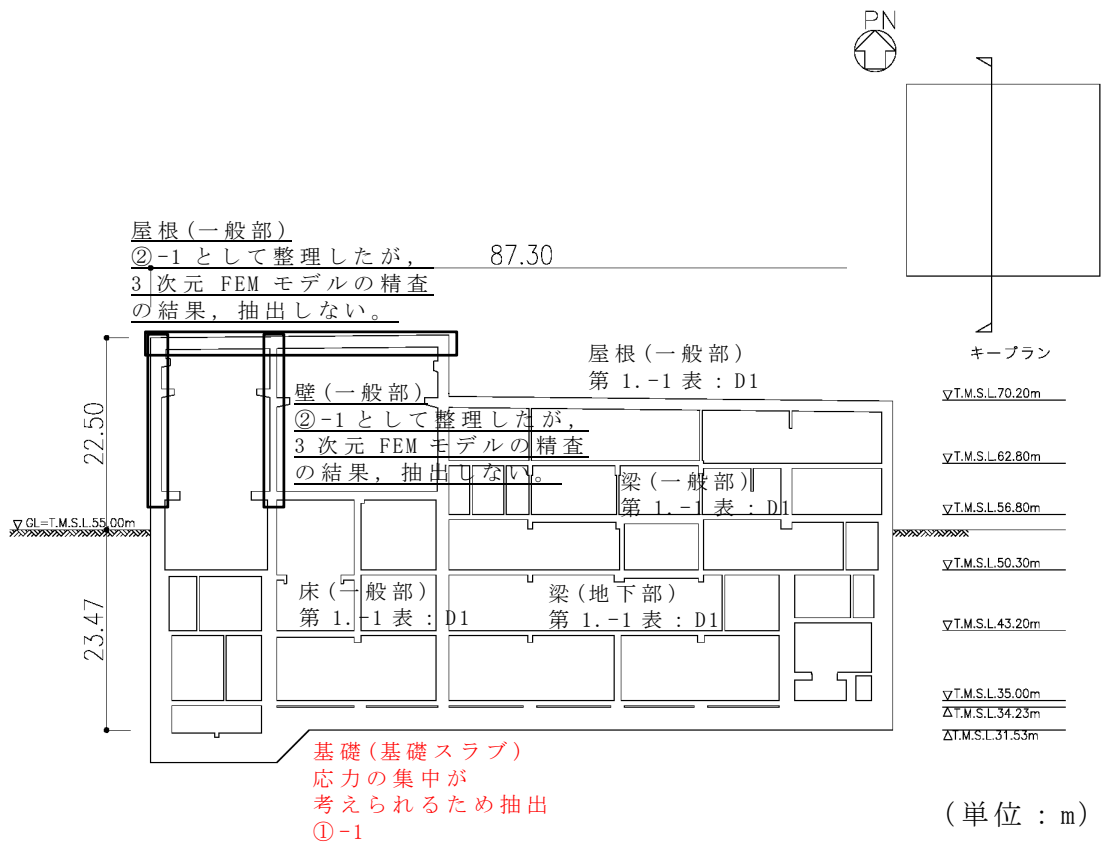 PN
屋根(一般部)
②-1 として整理したが,
3 次元 FEM モデルの精査
の結果, 抽出しない。
87.30
キープラン
屋根(一般部)
第 1.-1 表 : D1
壁(一般部)
②-1 として整理したが,
3 次元 FEM モデルの精査
の結果, 抽出しない。
22.50
▽T.M.S.L.70.20m
▽T.M.S.L.62.80m
梁(一般部)
第 1.-1 表 : D1
▽T.M.S.L.56.80m
▽GL=T.M.S.L.55.00m
▽T.M.S.L.50.30m
床(一般部)
第 1.-1 表 : D1
梁(地下部)
第 1.-1 表 : D1
23.47
▽T.M.S.L.43.20m
▽T.M.S.L.35.00m
△T.M.S.L.34.23m
△T.M.S.L.31.53m
基礎(基礎スラブ)
応力の集中が
考えられるため抽出
①-1
(単位 : m)